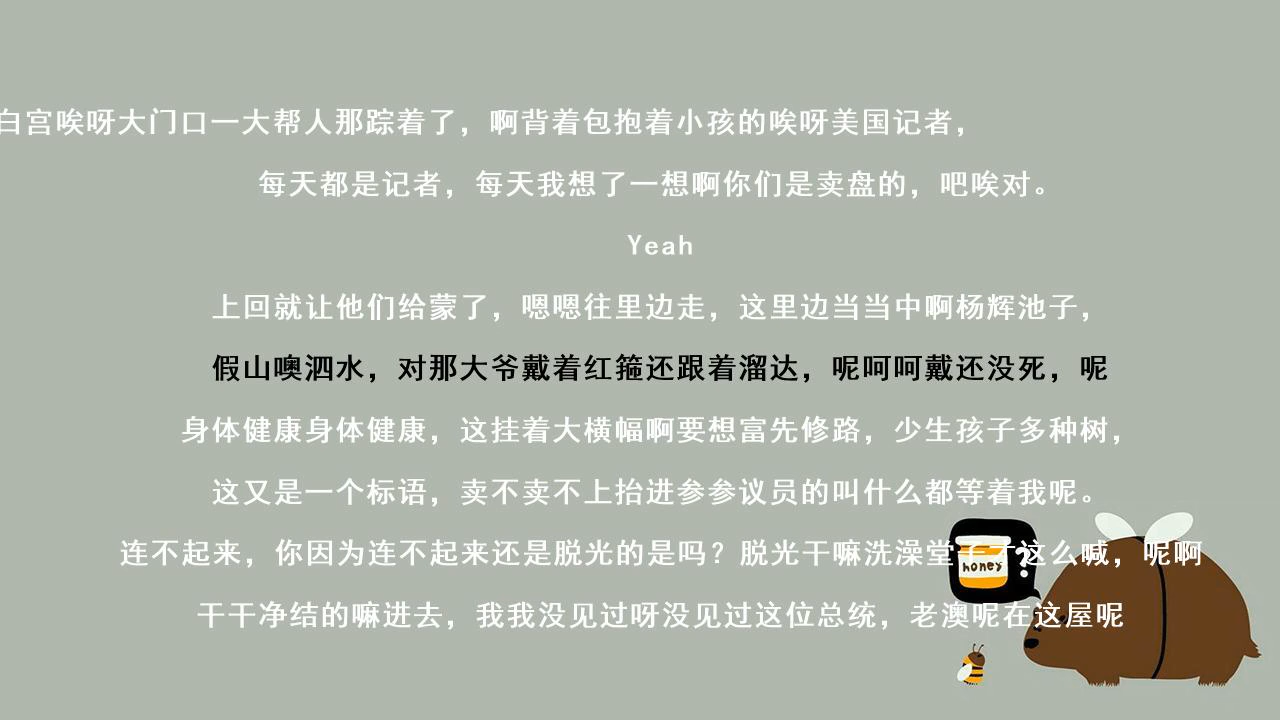 白宫唉呀大门口一大帮人那踪着了，啊背着包抱着小孩的唉呀美国记者，
每天都是记者，每天我想了一想啊你们是卖盘的，吧唉对。
Yeah
上回就让他们给蒙了，嗯嗯往里边走，这里边当当中啊杨辉池子，
假山噢泗水，对那大爷戴着红箍还跟着溜达，呢呵呵戴还没死，呢
身体健康身体健康，这挂着大横幅啊要想富先修路，少生孩子多种树，
这又是一个标语，卖不卖不上抬进参参议员的叫什么都等着我呢。
连不起来，你因为连不起来还是脱光的是吗？脱光干嘛洗澡堂子才这么喊，呢啊
honey
干干净结的嘛进去，我我没见过呀没见过这位总统，老澳呢在这屋呢